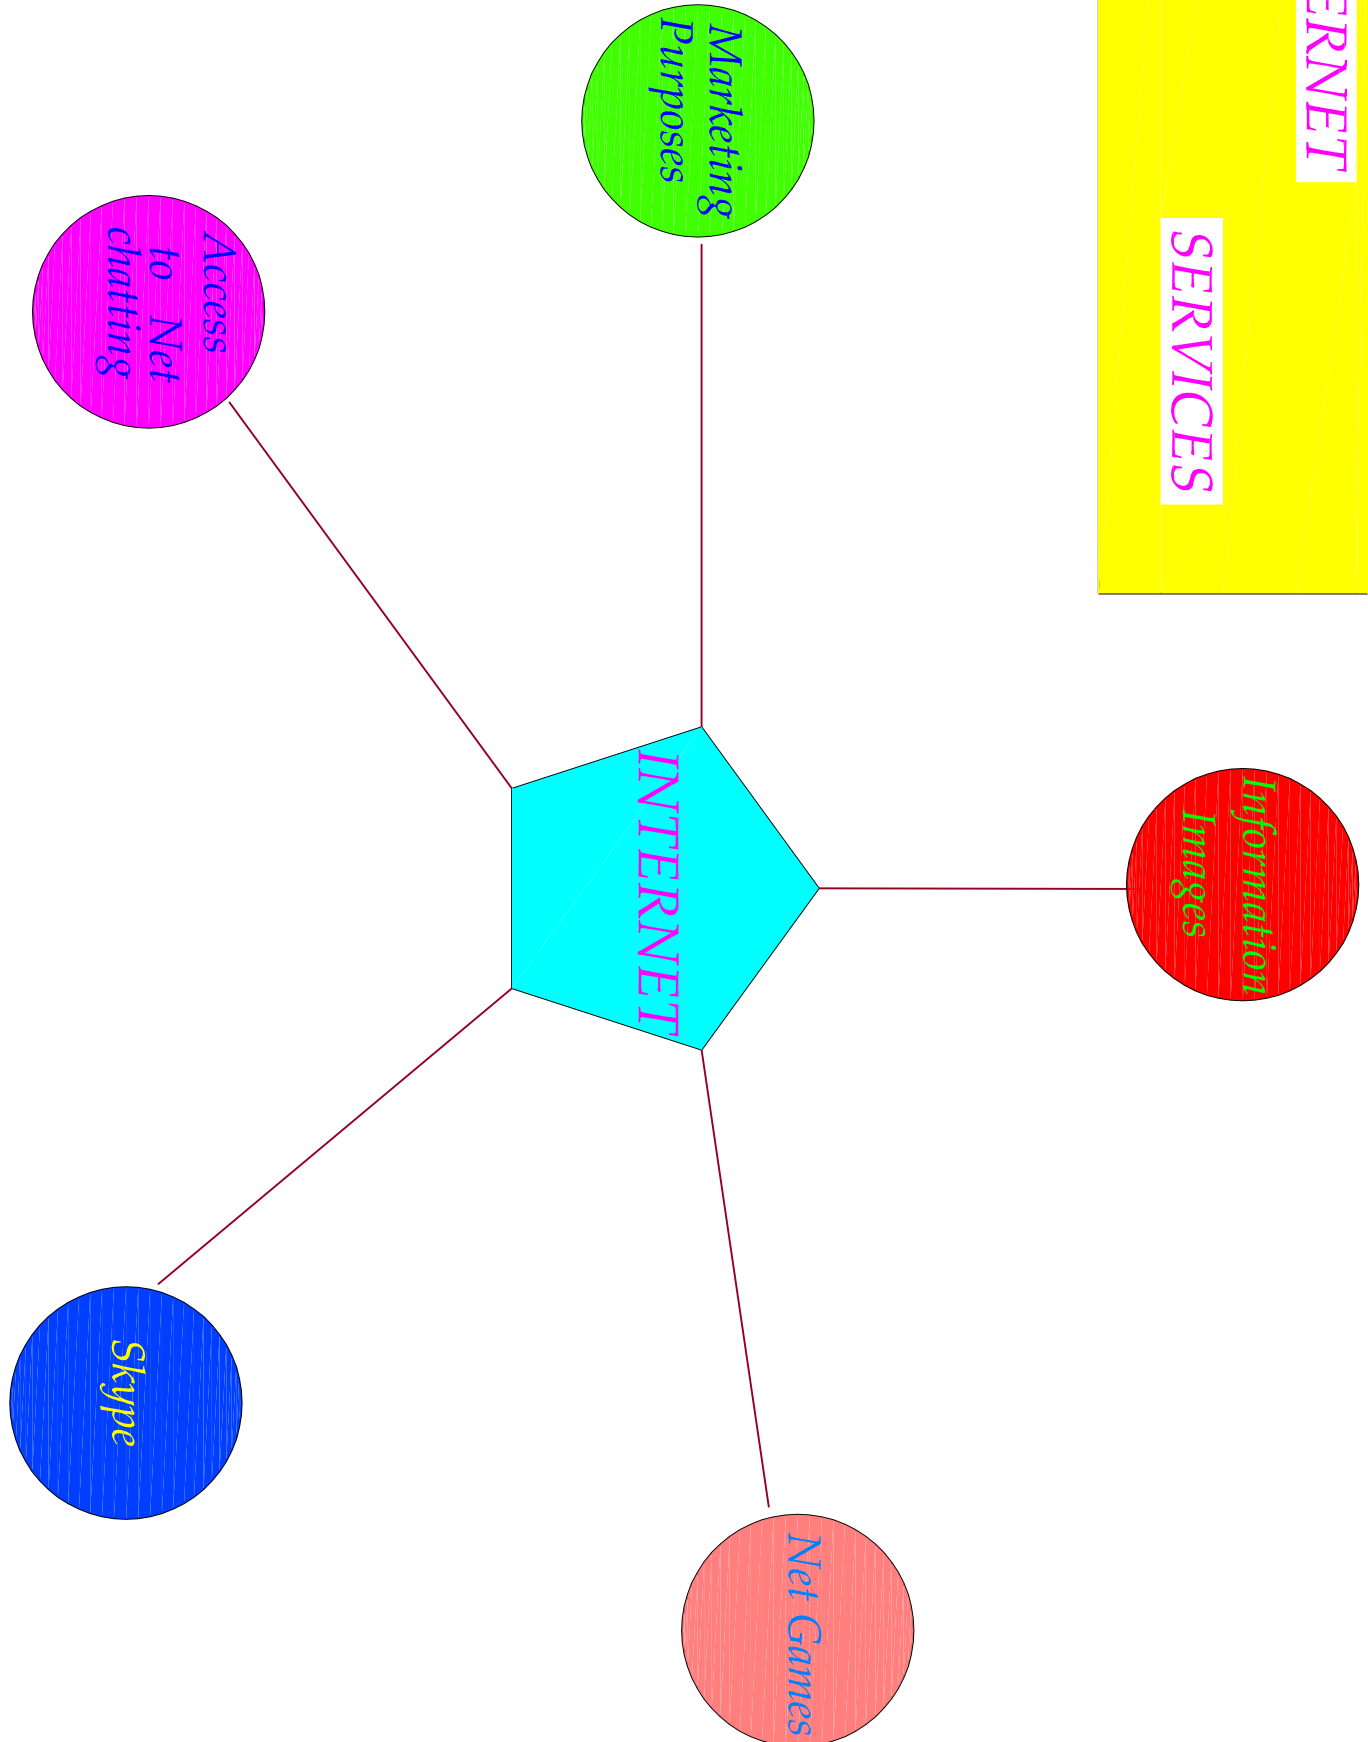 ERNET
SERVICES
Information
Images
Marketing
Purposes
INTERNET
Net Games
Access
to Net
chatting
Skype